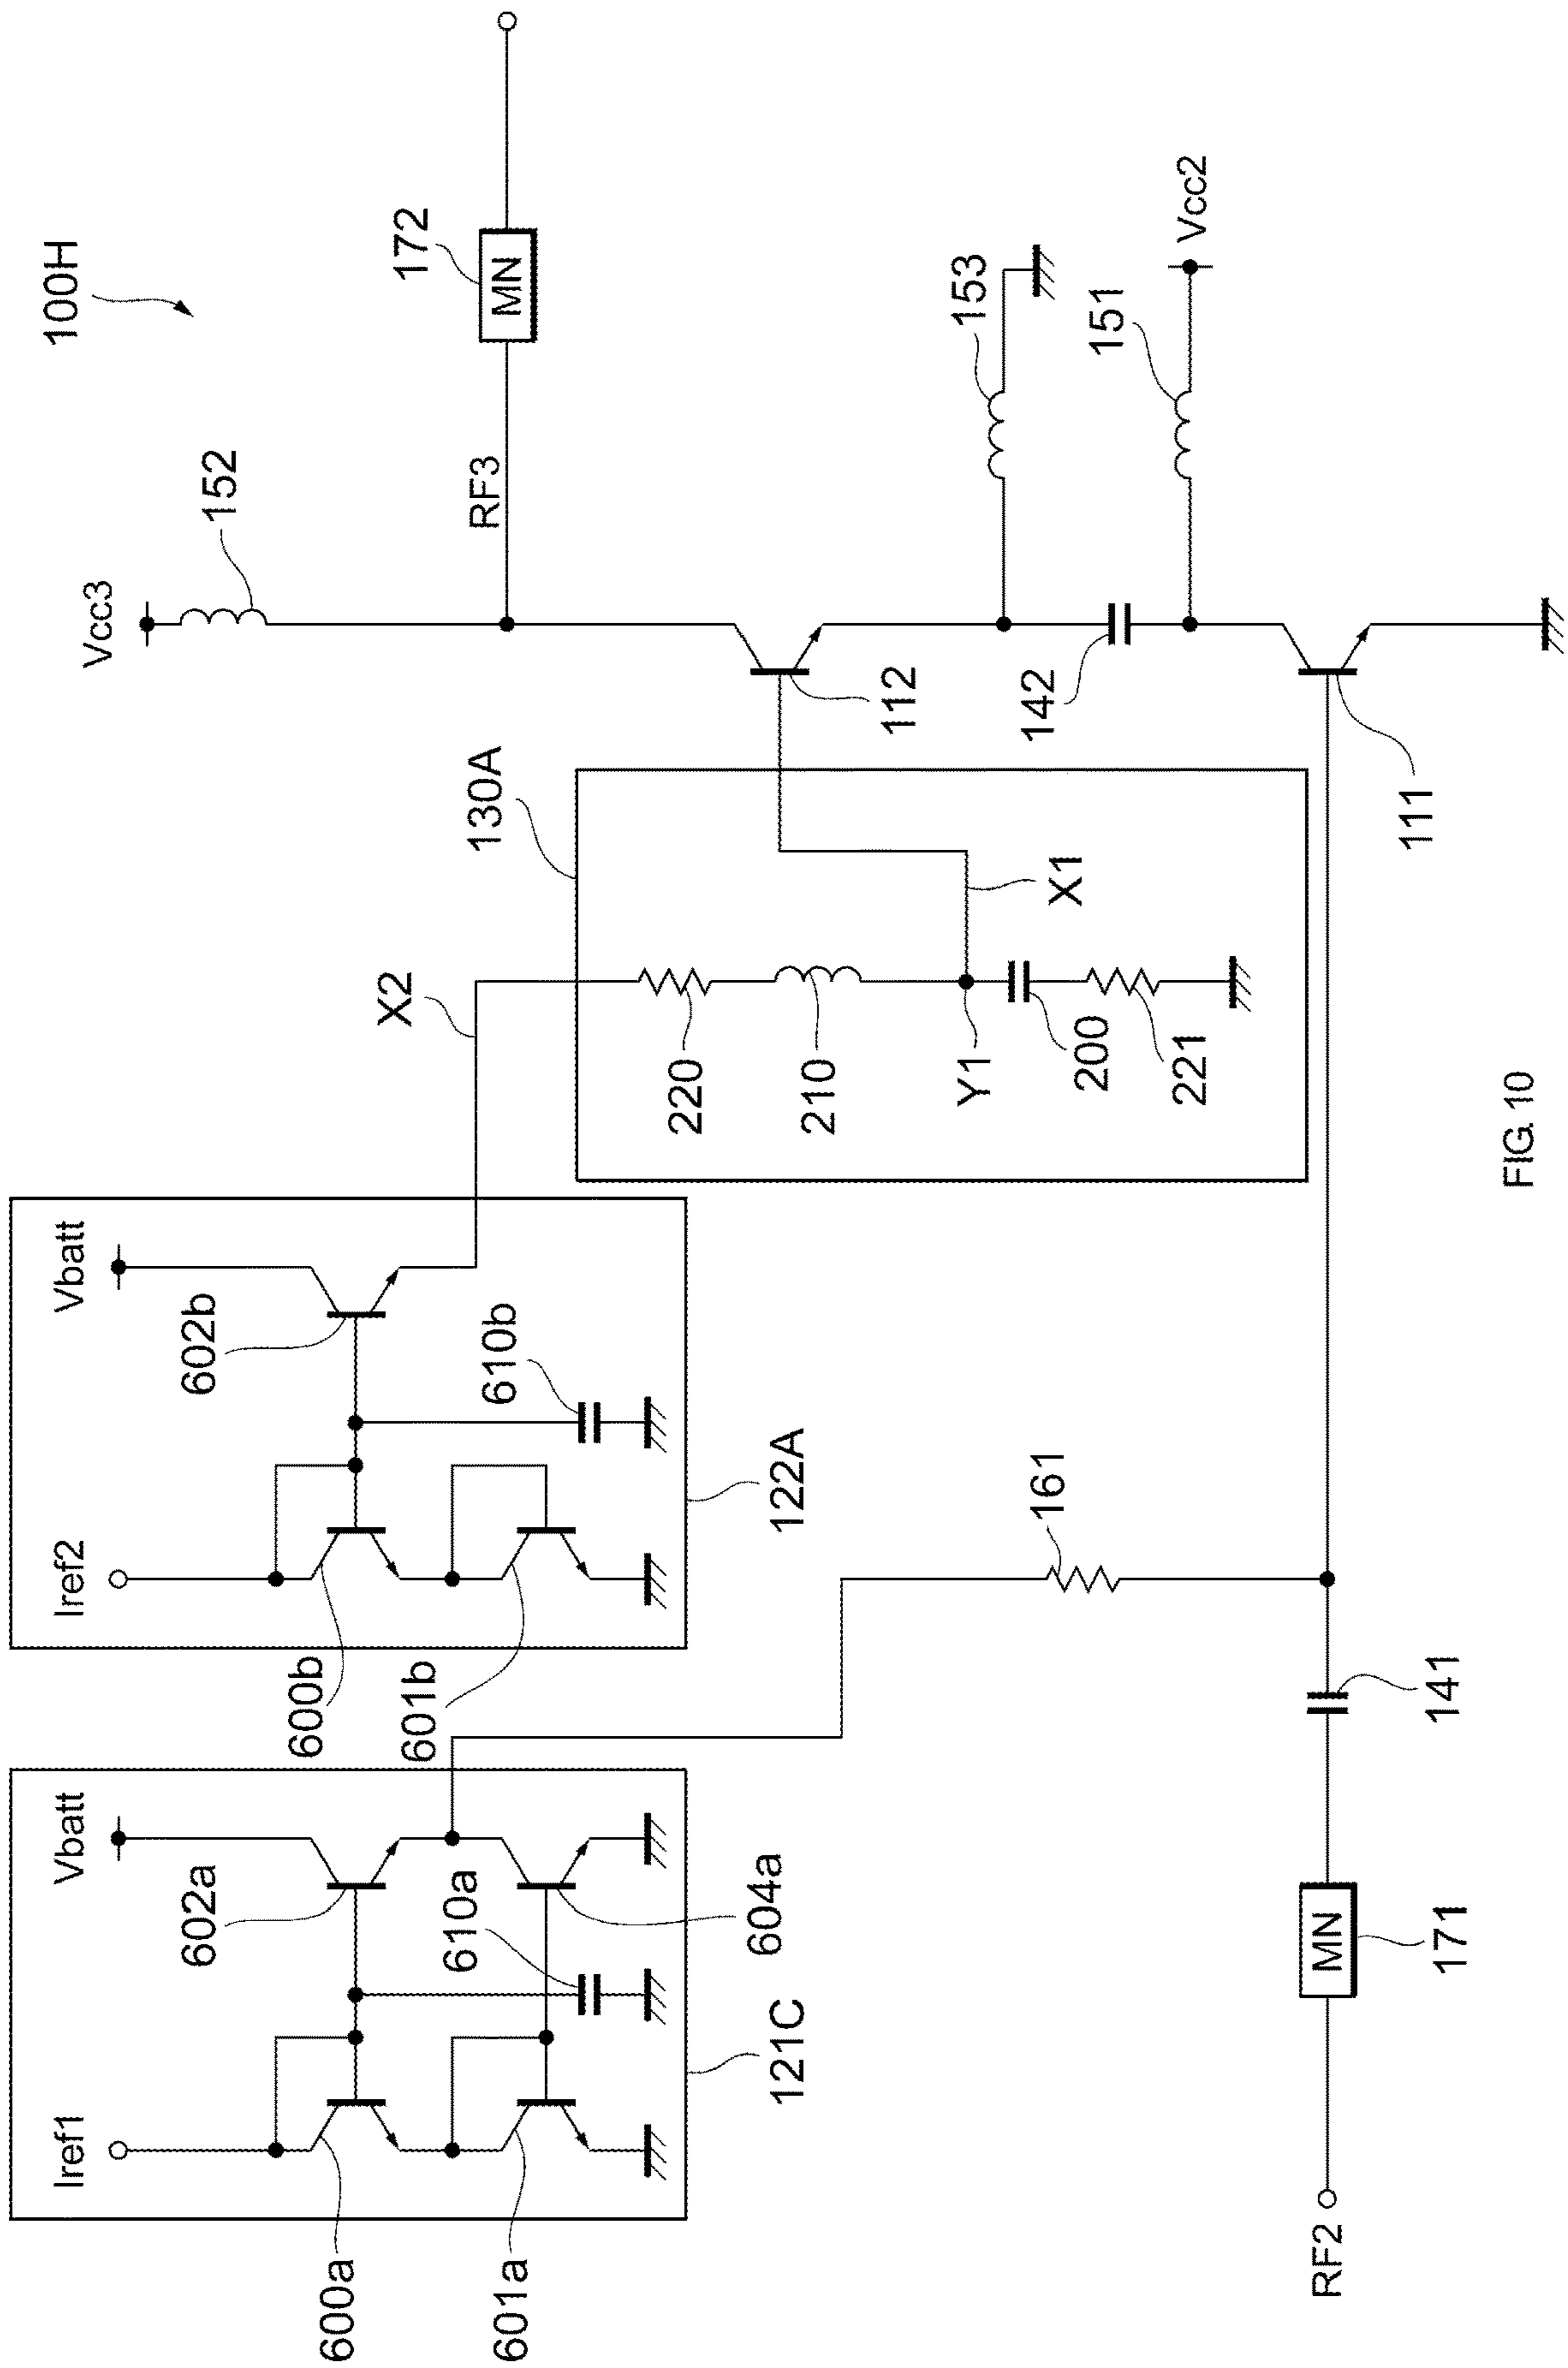 100H
Vcc3
152
RF3
172
MN
Iref1
Vbatt
602a
600a
601a
610a
604a
121C
Iref2
Vbatt
602b
600b
601b
610b
122A
X2
130A
220
210
Y1
200
221
X1
112
142
153
151
Vcc2
111
161
141
MN
171
RF2
FIG. 10